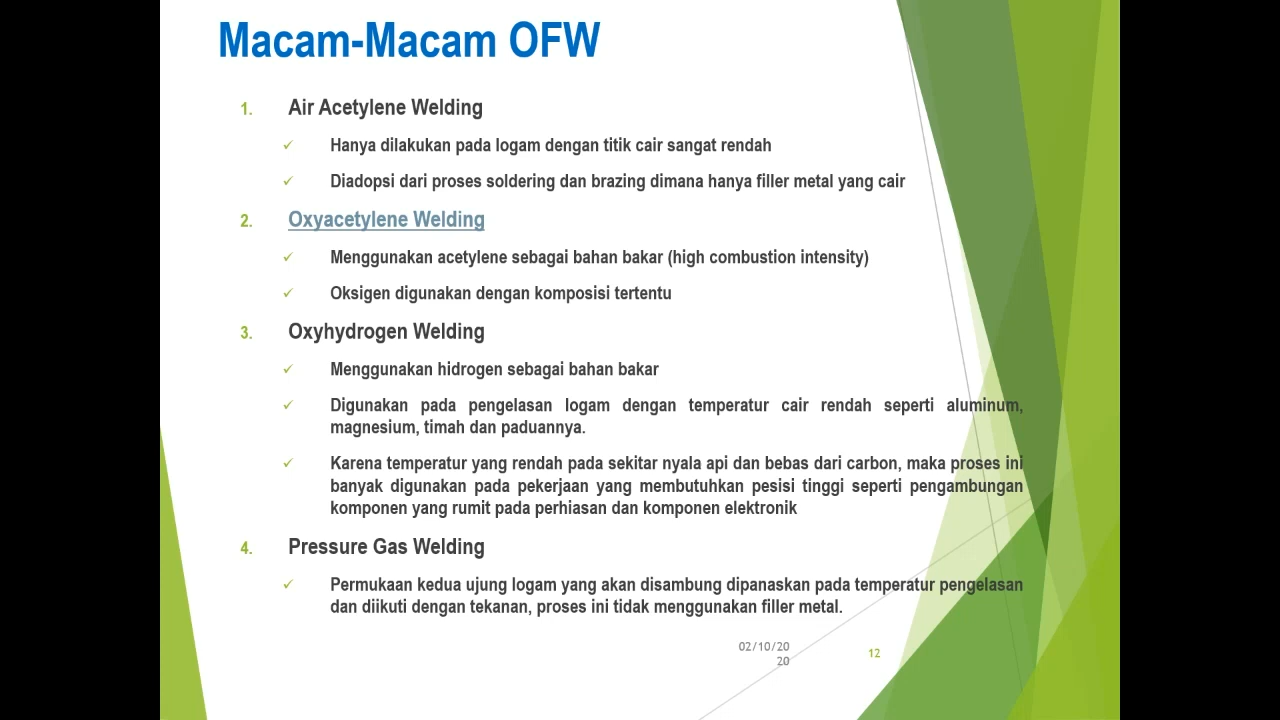 Macam-Macam OFW
1. Air Acetylene Welding
✓ Hanya dilakukan pada logam dengan titik cair sangat rendah
✓ Diadopsi dari proses soldering dan brazing dimana hanya filler metal yang cair
2. Oxyacetylene Welding
✓ Menggunakan acetylene sebagai bahan bakar (high combustion intensity)
✓ Oksigen digunakan dengan komposisi tertentu
3. Oxyhydrogen Welding
✓ Menggunakan hidrogen sebagai bahan bakar
✓ Digunakan pada pengelasan logam dengan temperatur cair rendah seperti aluminum,
magnesium, timah dan paduannya.
✓ Karena temperatur yang rendah pada sekitar nyala api dan bebas dari carbon, maka proses ini
banyak digunakan pada pekerjaan yang membutuhkan pesisi tinggi seperti pengambungan
komponen yang rumit pada perhiasan dan komponen elektronik
4. Pressure Gas Welding
✓ Permukaan kedua ujung logam yang akan disambung dipanaskan pada temperatur pengelasan
dan diikuti dengan tekanan, proses ini tidak menggunakan filler metal.
02/10/20
20
12